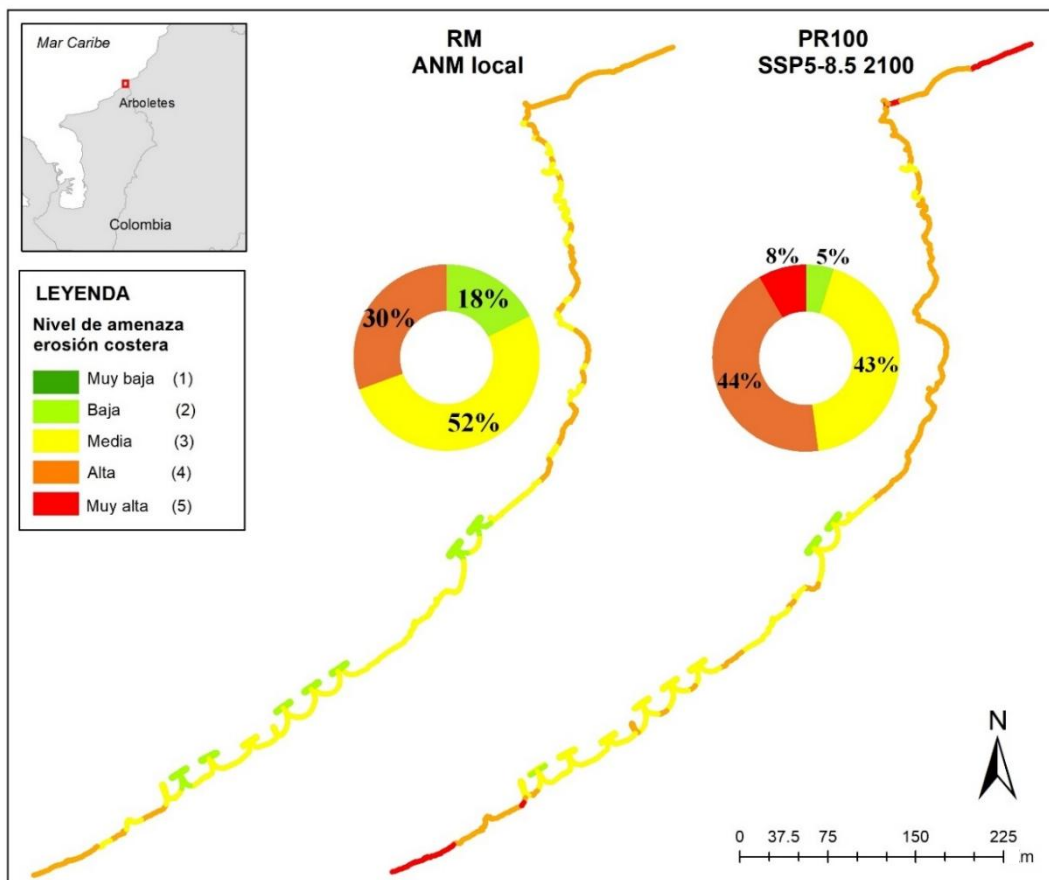 Mar Caribe
Arboletes
Colombia
LEYENDA
Nivel de amenaza
erosión costera
Muy baja (1)
Baja (2)
Media (3)
Alta (4)
Muy alta (5)
RM
ANM local
18%
30%
52%
PR100
SSP5-8.5 2100
8%
5%
43%
44%
N
0 37.5 75 150 225
m